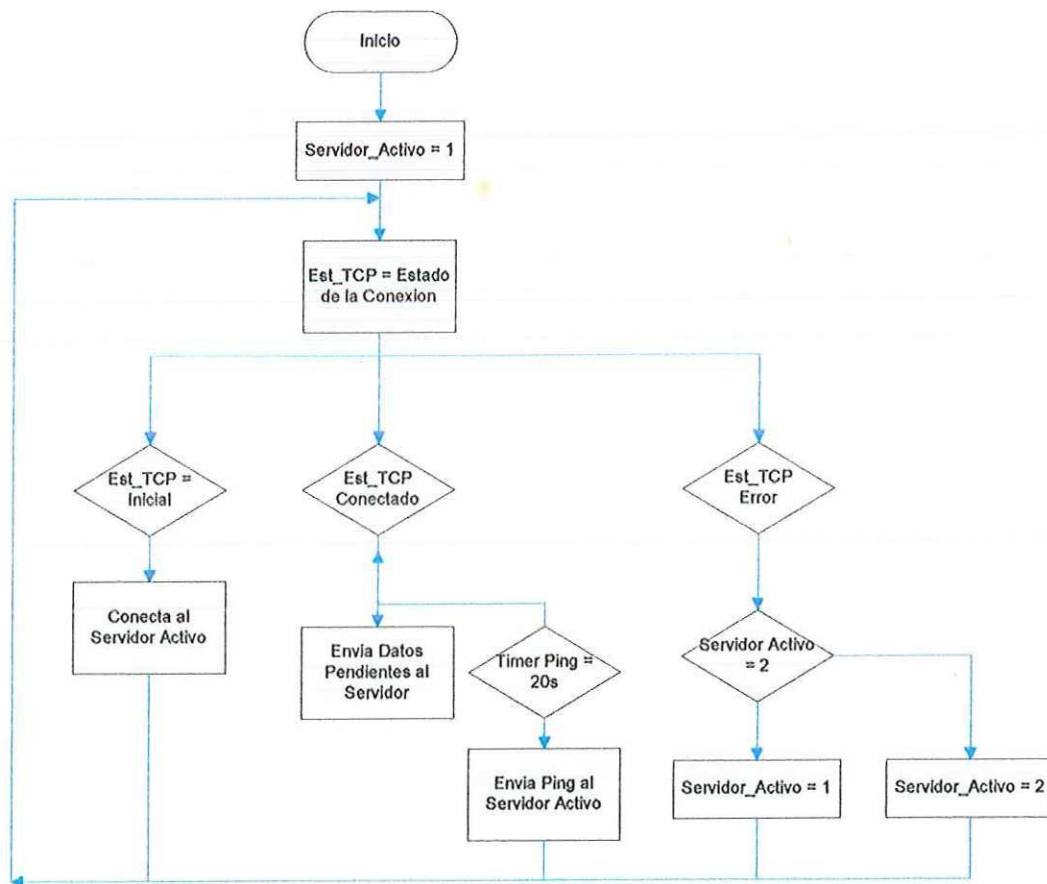 Inicio
Servidor_Activo = 1
Est_TCP = Estado
de la Conexion
Est_TCP =
Inicial
Est_TCP
Conectado
Est_TCP
Error
Conecta al
Servidor Activo
Envia Datos
Pendientes al
Servidor
Timer Ping =
20s
Servidor Activo
= 2
Envia Ping al
Servidor Activo
Servidor_Activo = 1
Servidor_Activo = 2